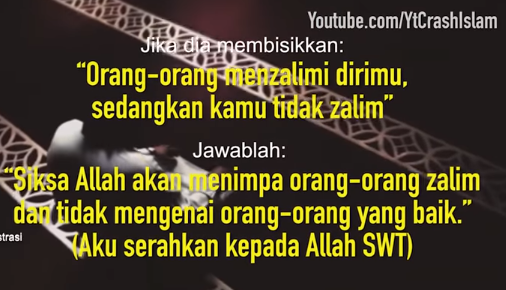 Youtube.com/YtCrashIslam
Jika dia membisikkan:
“Orang-orang menzalimi dirimu,
sedangkan kamu tidak zalim”
Jawablah:
“Siksa Allah akan menimpa orang-orang zalim
dan tidak mengenai orang-orang yang baik.”
strasi
(Aku serahkan kepada Allah SWT)